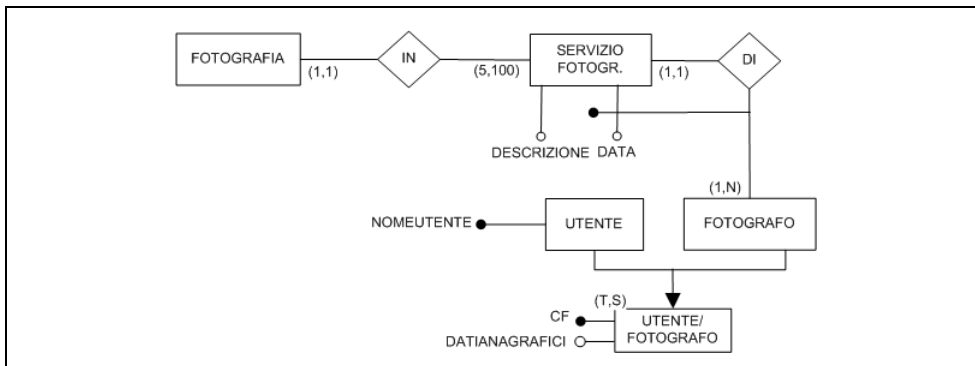 FOTOGRAFIA
IN
SERVIZIO
FOTOGR.
DI
(1,1)
(5,100)
(1,1)
DESCRIZIONE
DATA
(1,N)
NOMEUTENTE
UTENTE
FOTOGRAFO
(T,S)
CF
UTENTE/
FOTOGRAFO
DATIANAGRAFICI